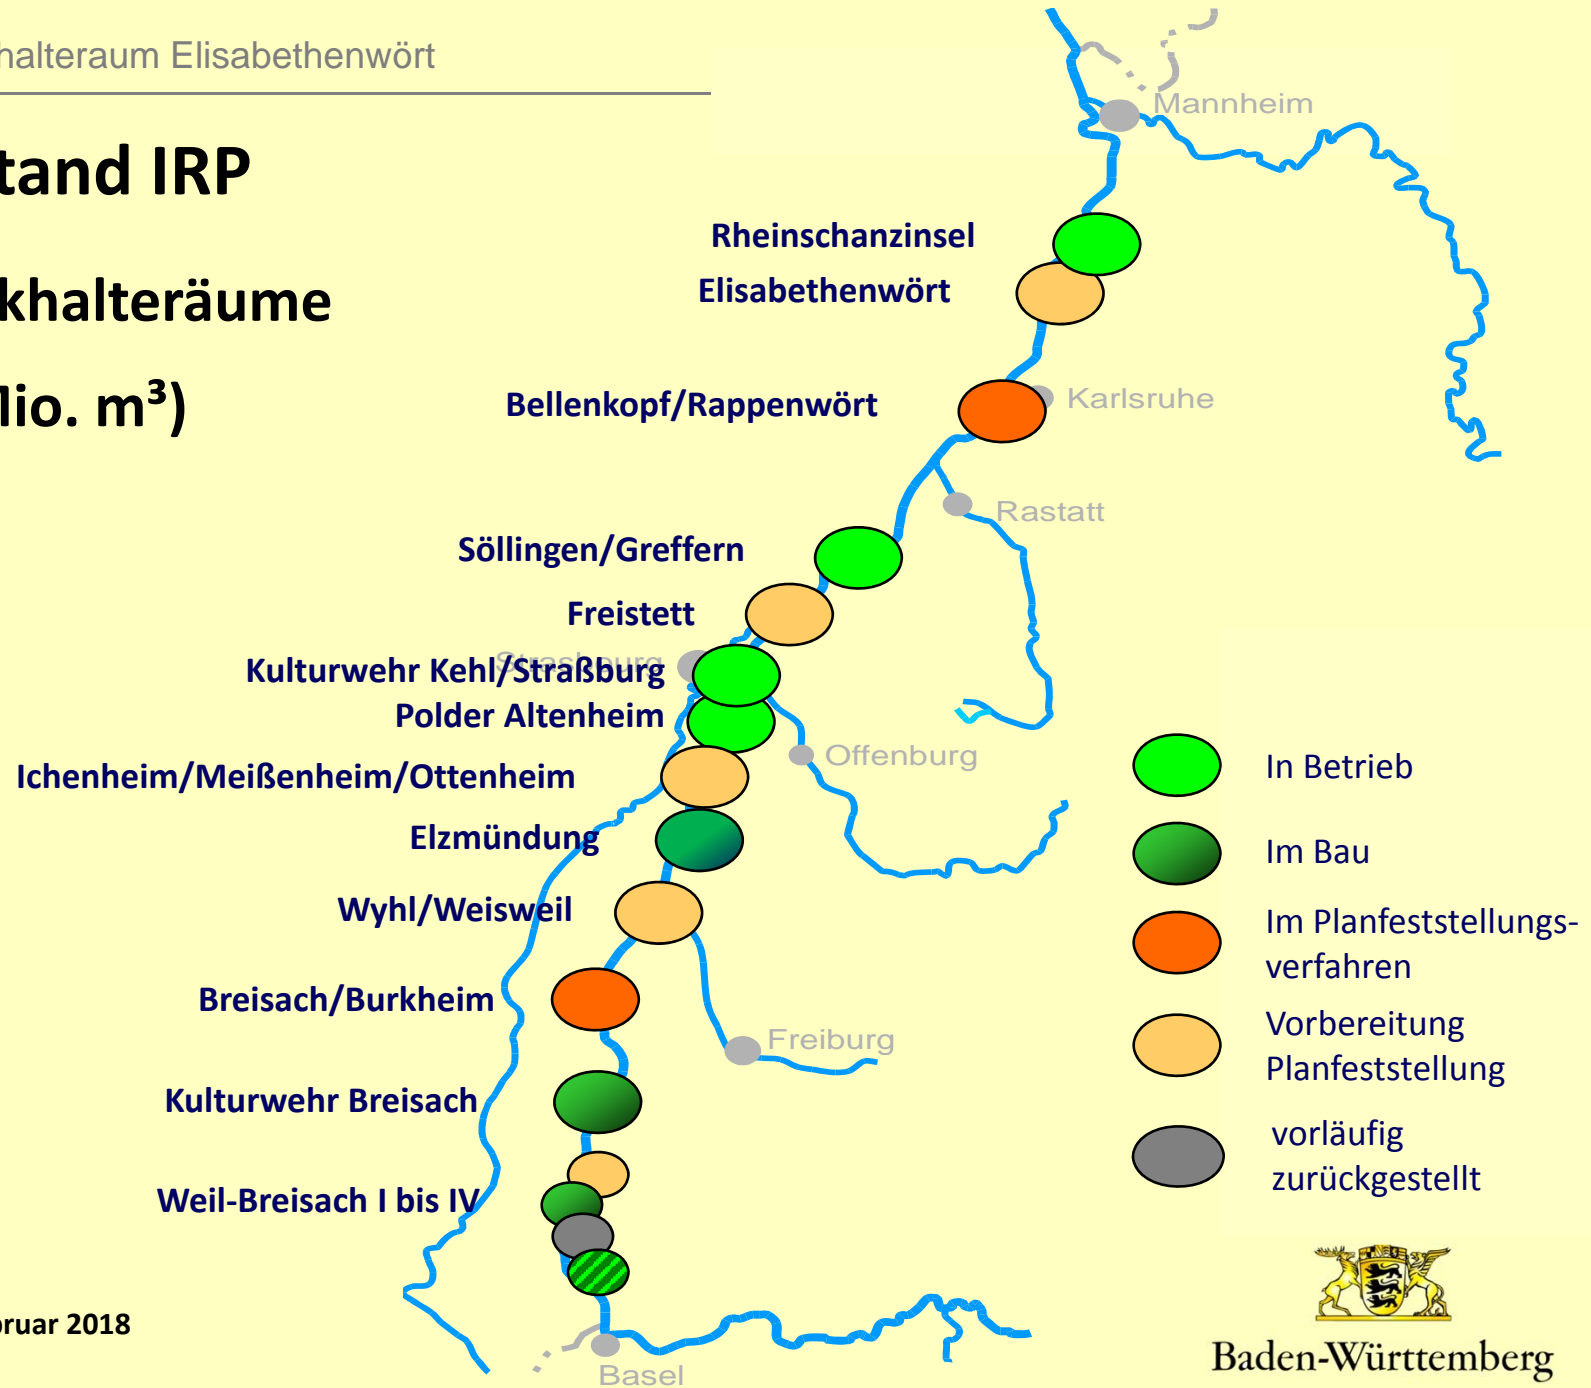 halteraum Elisabethenwört
tand IRP
khalteräume
lio. m³)
Mannheim
Rheinschanzinsel
Elisabethenwört
Bellenkopf/Rappenwört
Karlsruhe
Rastatt
Söllingen/Greffern
Freistett
Strasbourg
Kulturwehr Kehl/Straßburg
Polder Altenheim
Offenburg
Ichenheim/Meißenheim/Ottenheim
Elzmündung
Wyhl/Weisweil
Breisach/Burkheim
Freiburg
Kulturwehr Breisach
Weil-Breisach I bis IV
Basel
In Betrieb
Im Bau
Im Planfeststellungs-
verfahren
Vorbereitung
Planfeststellung
vorläufig
zurückgestellt
bruar 2018
Baden-Württemberg